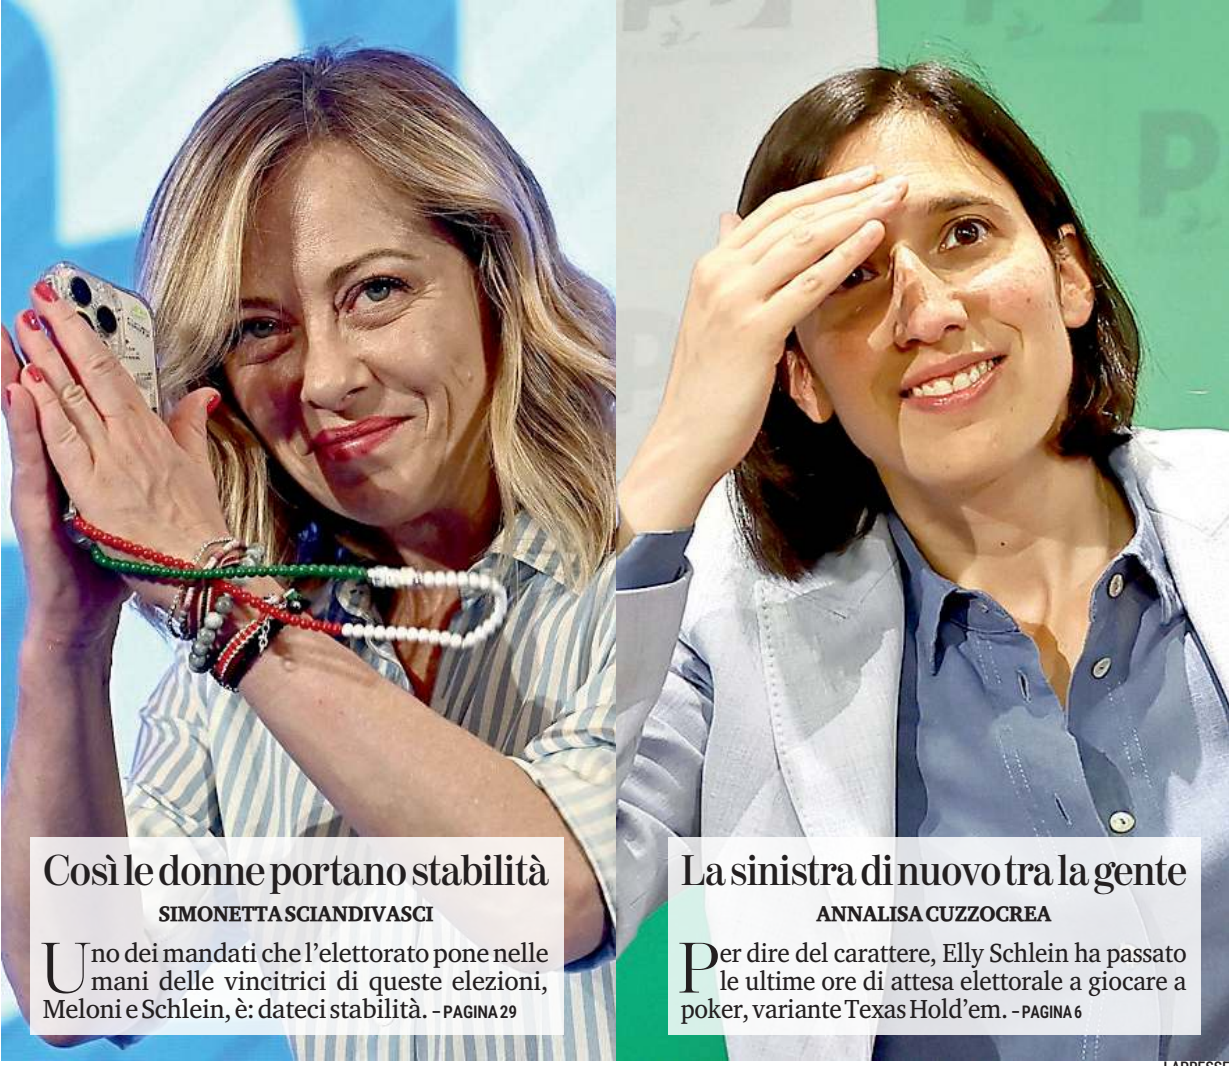 Così le donne portano stabilità
SIMONETTA SCIANDIVASCI
Uno dei mandati che l'elettorato pone nelle
mani delle vincitrici di queste elezioni,
Meloni e Schlein, è: dateci stabilità. – PAGINA 29
La sinistra di nuovo tra la gente
ANNALISA CUZZOCREA
Per dire del carattere, Elly Schlein ha passato
le ultime ore di attesa elettorale a giocare a
poker, variante Texas Hold'em. – PAGINA 6